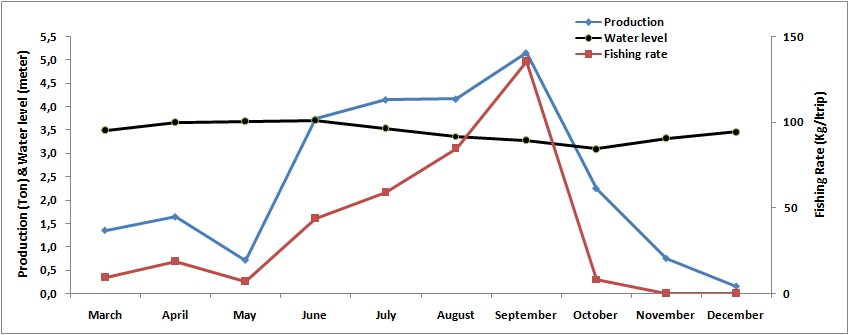 Production
Water level
Fishing rate
Production (Ton) & Water level (meter)
5,5
5,0
4,5
4,0
3,5
3,0
2,5
2,0
1,5
1,0
0,5
0,0
150
100
50
0
Fishing Rate (Kg/ltrip)
March April May June July August September October November December